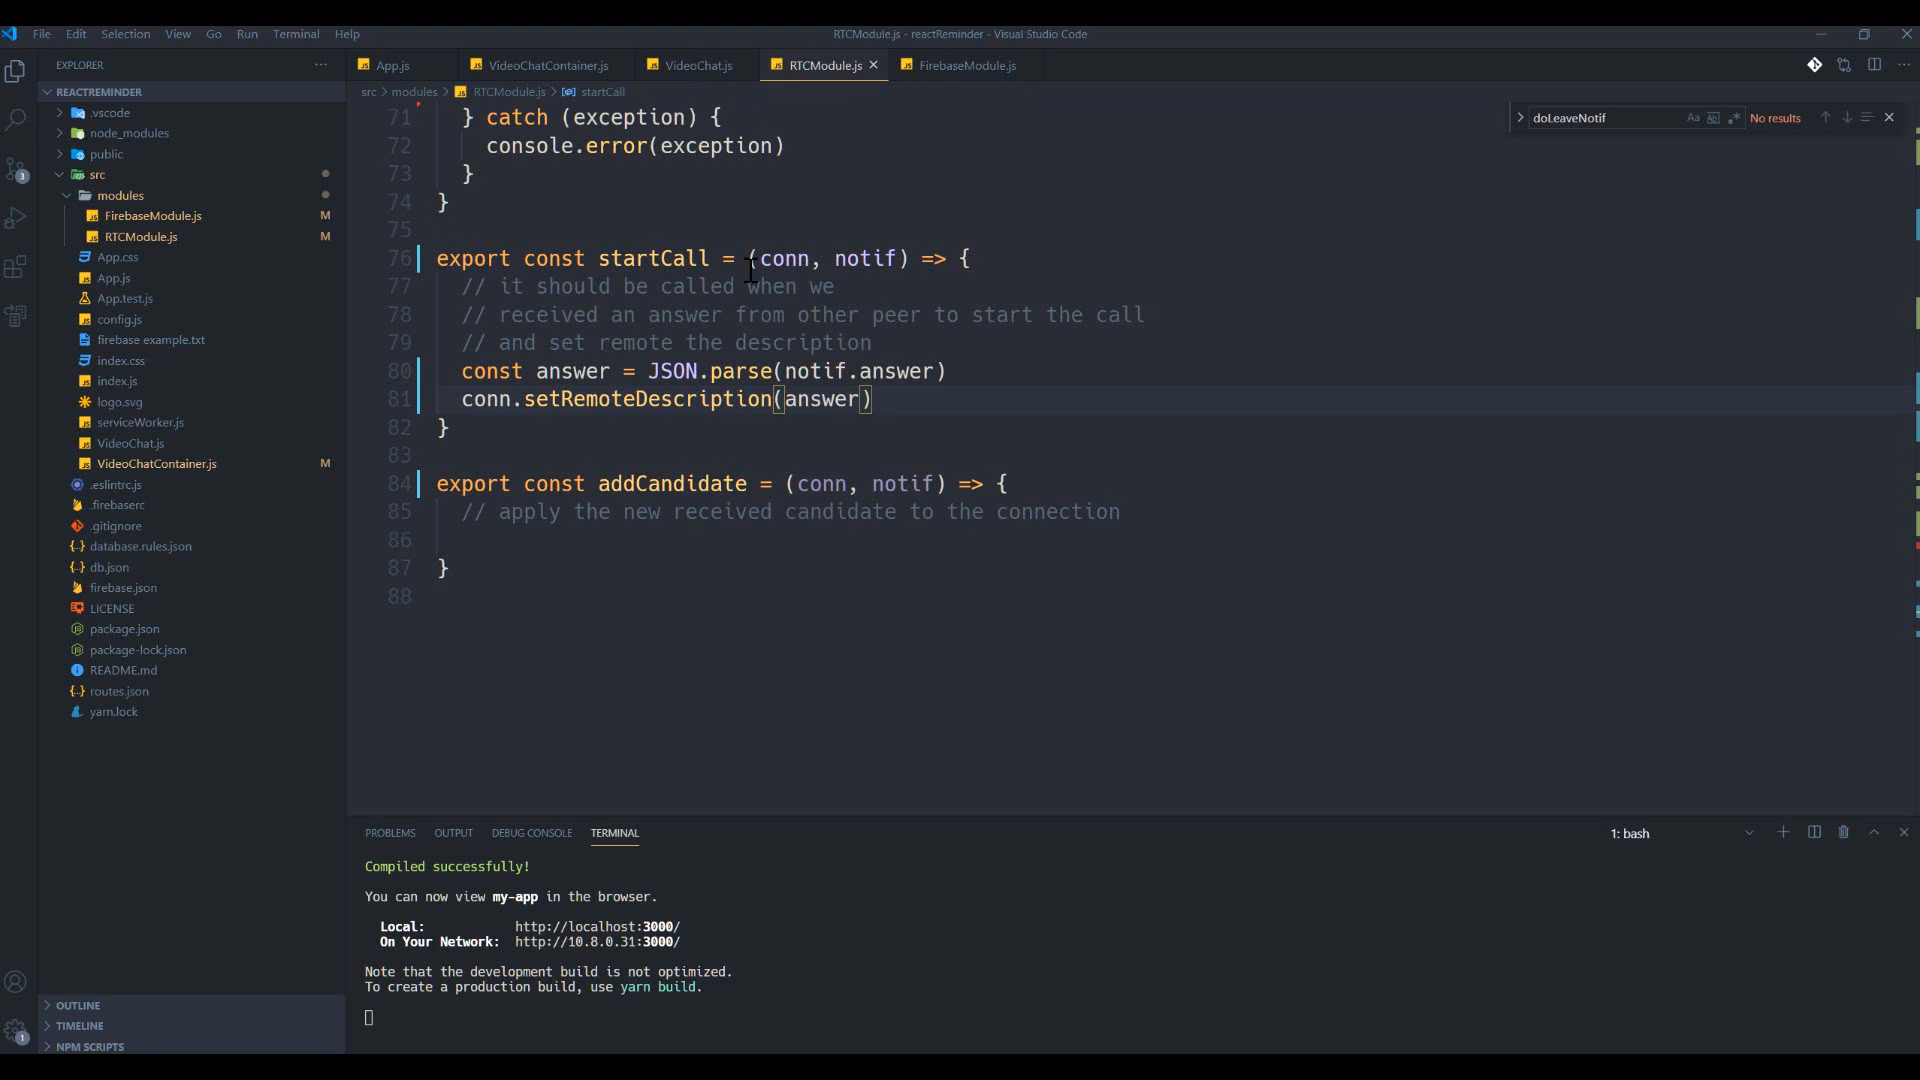 File Edit Selection View Go Run Terminal Help
RTCModule.js - reactReminder - Visual Studio Code
EXPLORER
App.js VideoChatContainer.js VideoChat.js RTCModule.js FirebaseModule.js
REACTREMINDER
src > modules > RTCModule.js > startCall
.vscode
node_modules
public
src
modules
FirebaseModule.js M
RTCModule.js M
App.css
App.js
App.test.js
config.js
firebase example.txt
index.css
index.js
logo.svg
serviceWorker.js
VideoChat.js
VideoChatContainer.js M
.eslintrc.js
.firebaserc
.gitignore
database.rules.json
db.json
firebase.json
LICENSE
package.json
package-lock.json
README.md
routes.json
yarn.lock
OUTLINE
TIMELINE
NPM SCRIPTS
3
1
doLeaveNotif Aa Ab .* No results
71 } catch (exception) {
72 console.error(exception)
73 }
74 }
75
76 export const startCall = (conn, notif) => {
77 // it should be called when we
78 // received an answer from other peer to start the call
79 // and set remote the description
80 const answer = JSON.parse(notif.answer)
81 conn.setRemoteDescription(answer)
82 }
83
84 export const addCandidate = (conn, notif) => {
85 // apply the new received candidate to the connection
86
87 }
88
PROBLEMS OUTPUT DEBUG CONSOLE TERMINAL
1: bash
Compiled successfully!
You can now view my-app in the browser.
Local: http://localhost:3000/
On Your Network: http://10.8.0.31:3000/
Note that the development build is not optimized.
To create a production build, use yarn build.